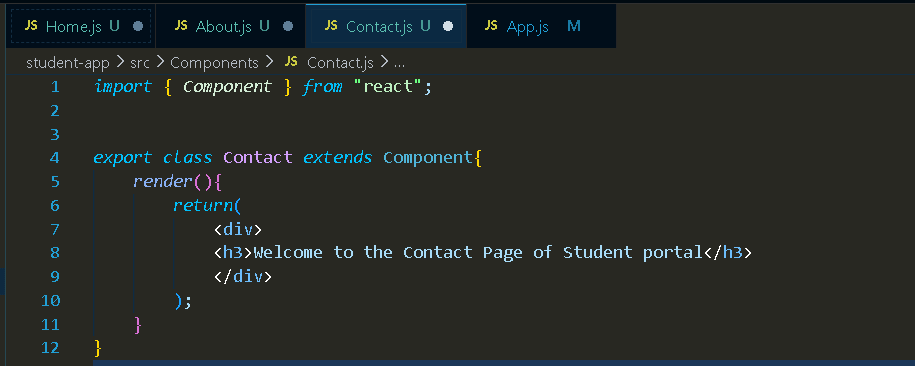 JS Home.js U JS About.js U JS Contact.js U JS App.js M
student-app > src > Components > JS Contact.js > ...
1 import { Component } from "react";
2
3
4 export class Contact extends Component{
5 render(){
6 return(
7 <div>
8 <h3>Welcome to the Contact Page of Student portal</h3>
9 </div>
10 );
11 }
12 }